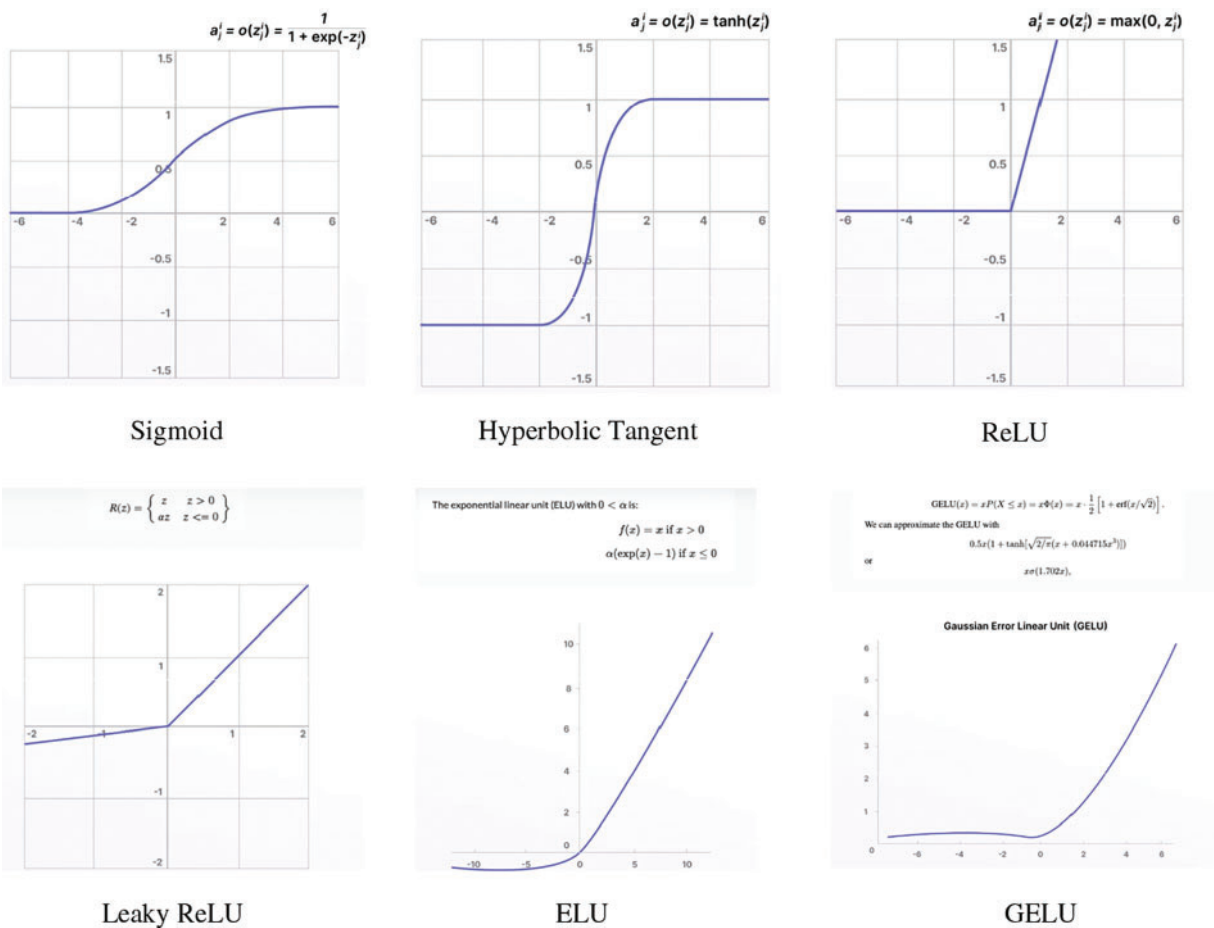 a_j^i = o(z_j^i) = 1 / (1 + exp(-z_j^i))
1.5
1
0.5
-6 -4 -2 2 4 6
-0.5
-1
-1.5
Sigmoid
a_j^i = o(z_j^i) = tanh(z_j^i)
1.5
1
0.5
-6 -4 -2 2 4 6
-0.5
-1
-1.5
Hyperbolic Tangent
a_j^i = o(z_j^i) = max(0, z_j^i)
1.5
1
0.5
-6 -4 -2 2 4 6
-0.5
-1
-1.5
ReLU
R(z) = { z z > 0
az z <= 0 }
2
1
-2 -1 1 2
-1
-2
Leaky ReLU
The exponential linear unit (ELU) with 0 < α is:
f(x) = x if x > 0
α(exp(x) − 1) if x ≤ 0
10
8
6
4
2
0
-10 -5 0 5 10
ELU
GELU(x) = xP(X ≤ x) = xΦ(x) = x · 1/2 [1 + erf(x/√2)].
We can approximate the GELU with
0.5x(1 + tanh[√2/π(x + 0.044715x³)])
or
xσ(1.702x),
Gaussian Error Linear Unit (GELU)
6
5
4
3
2
1
0 -6 -4 -2 0 2 4 6
GELU